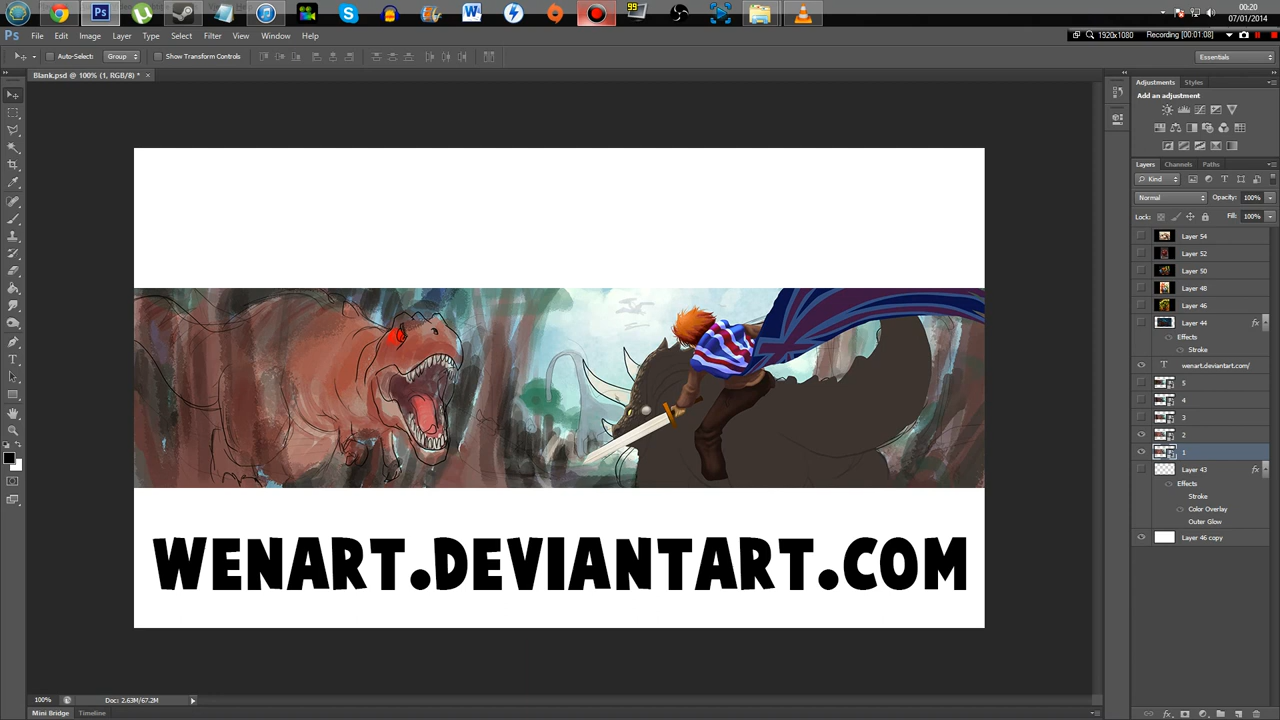 99
00:20
07/01/2014
Ps File Edit Image Layer Type Select Filter View Window Help
1920x1080 Recording [00:01:08]
Auto-Select: Group Show Transform Controls
Essentials
Blank.psd @ 100% (1, RGB/8) * ×
Adjustments Styles
Add an adjustment
Layers Channels Paths
Kind
Normal Opacity: 100%
Lock: Fill: 100%
Layer 54
Layer 52
Layer 50
Layer 48
Layer 46
Layer 44 fx
Effects
Stroke
T wenart.deviantart.com/
5
4
3
2
1
Layer 43 fx
Effects
Stroke
Color Overlay
Outer Glow
Layer 46 copy
WENART.DEVIANTART.COM
100% Doc: 2.63M/67.2M
Mini Bridge Timeline